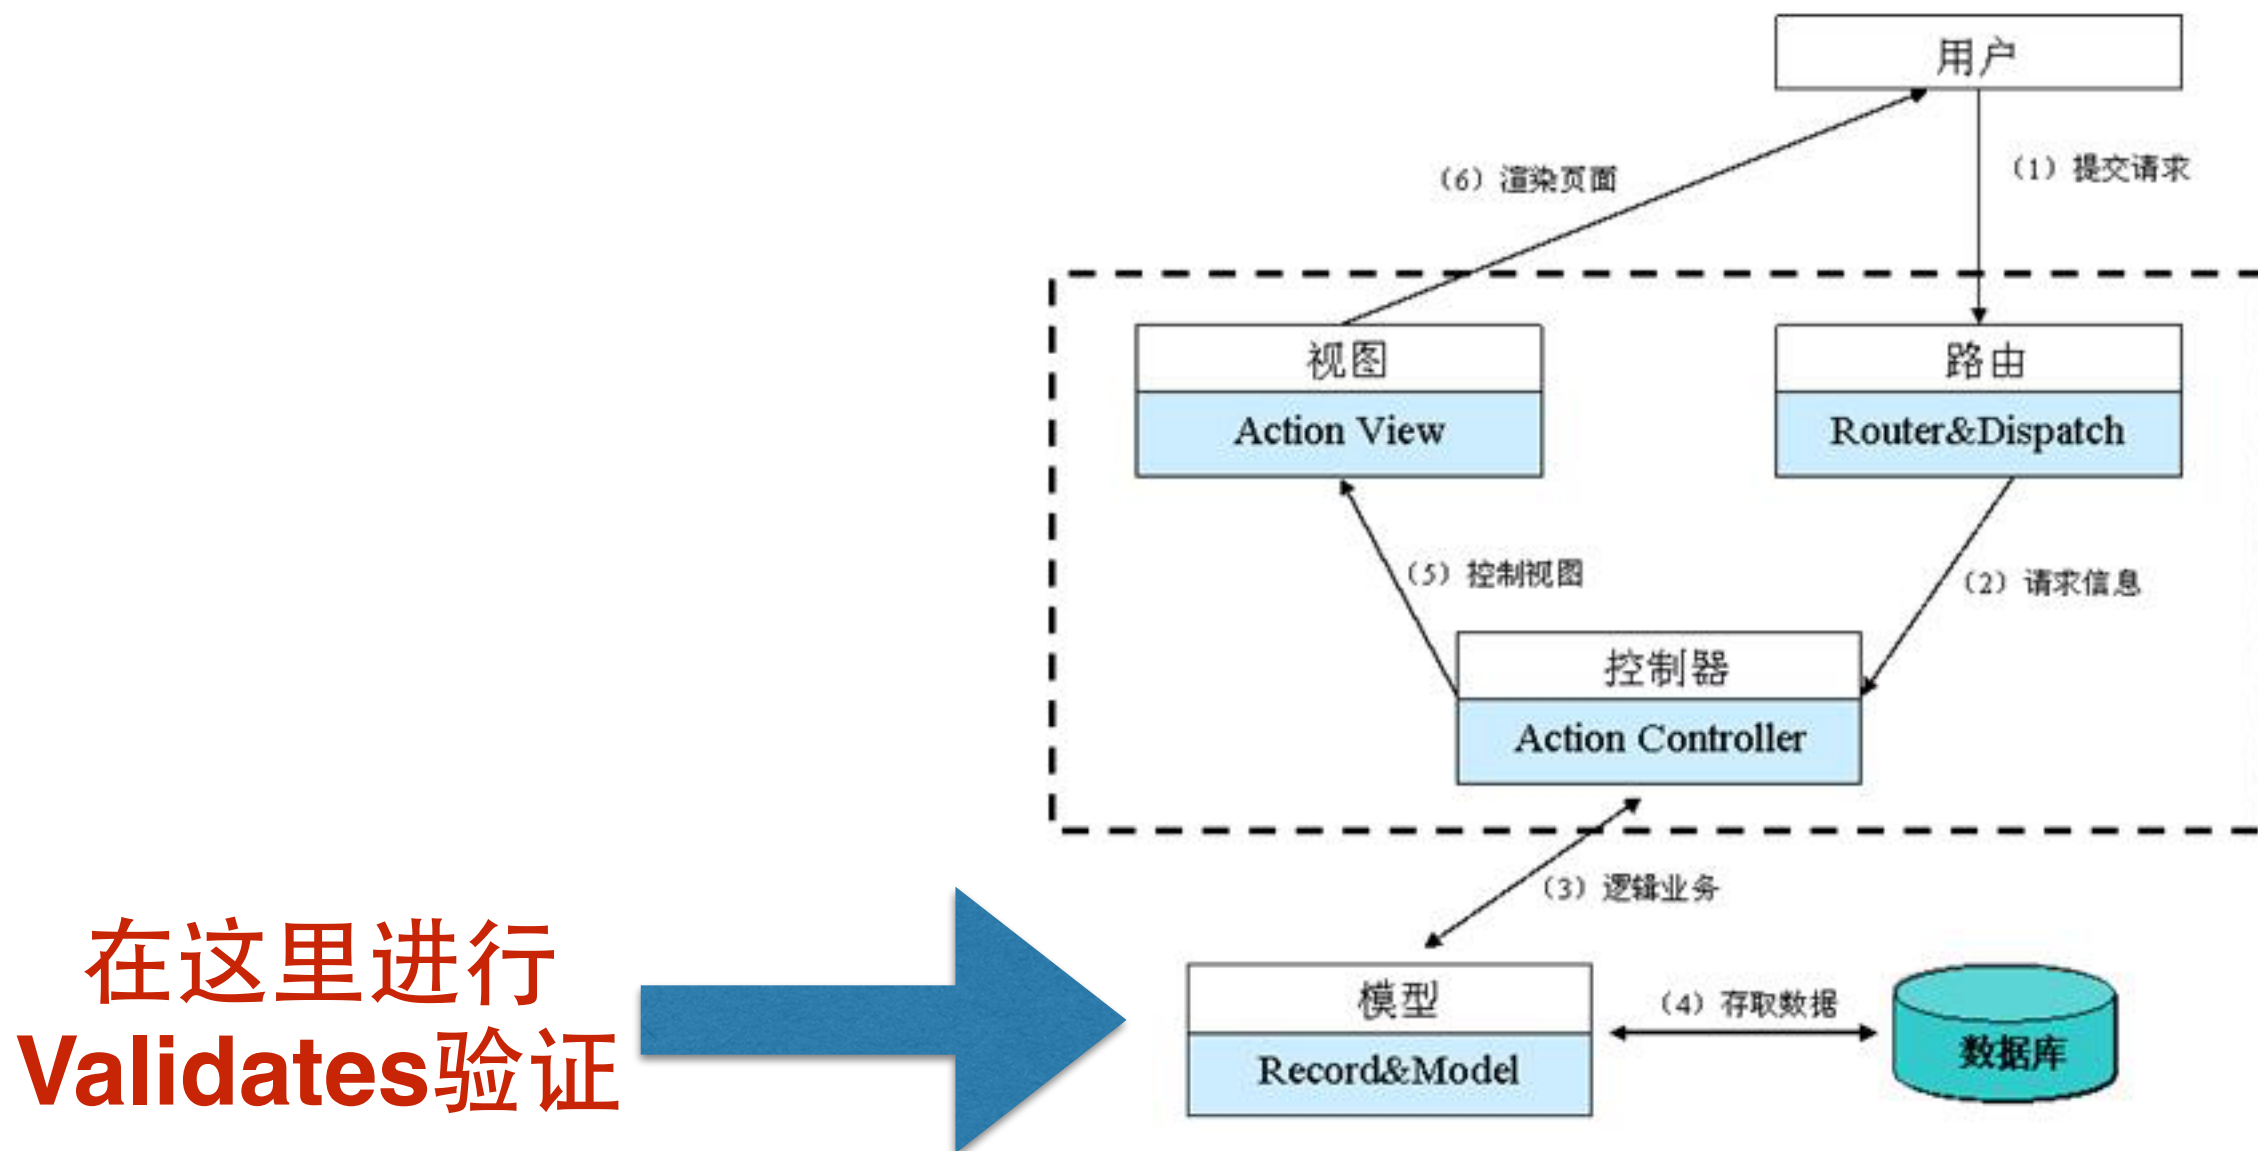 用户
（6）渲染页面
（1）提交请求
视图
Action View
路由
Router&Dispatch
（5）控制视图
（2）请求信息
控制器
Action Controller
（3）逻辑业务
在这里进行
Validates验证
模型
Record&Model
（4）存取数据
数据库